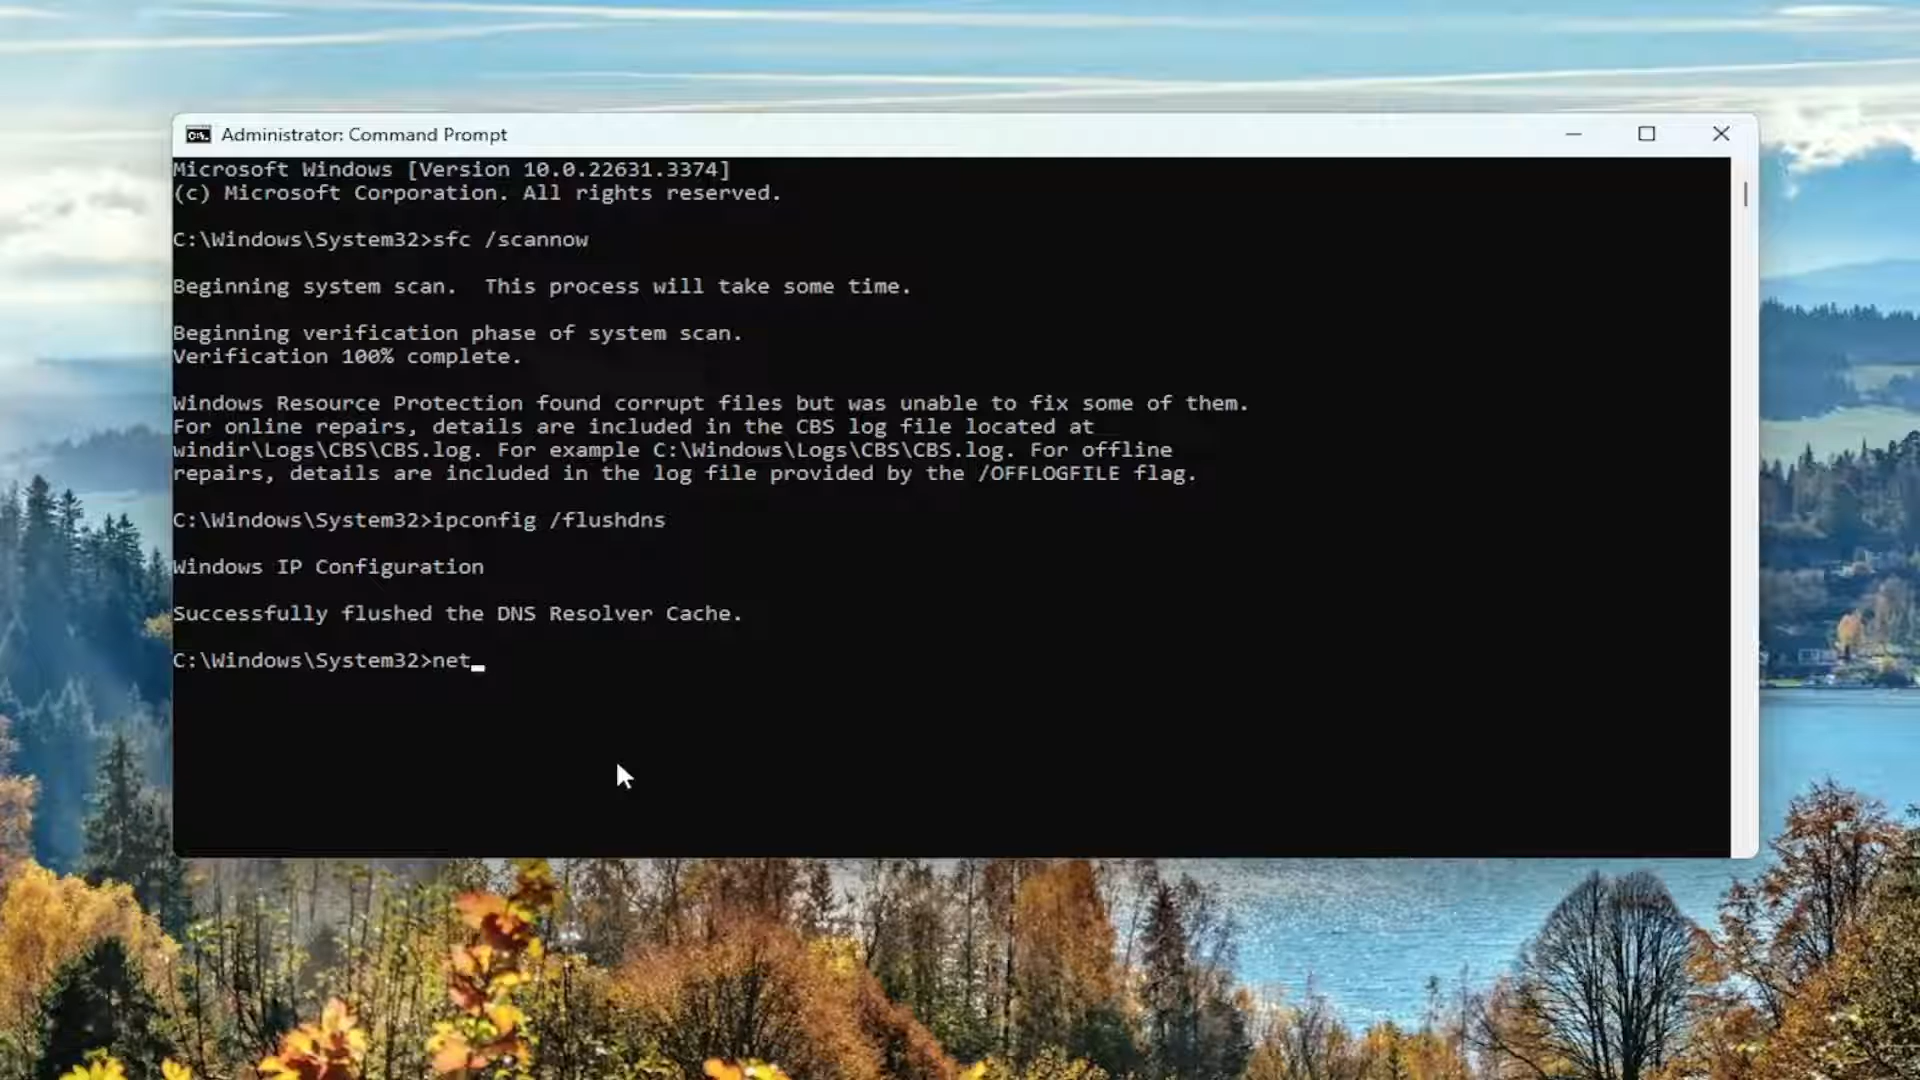 Administrator: Command Prompt
Microsoft Windows [Version 10.0.22631.3374]
(c) Microsoft Corporation. All rights reserved.
C:\Windows\System32>sfc /scannow
Beginning system scan.  This process will take some time.
Beginning verification phase of system scan.
Verification 100% complete.
Windows Resource Protection found corrupt files but was unable to fix some of them.
For online repairs, details are included in the CBS log file located at
windir\Logs\CBS\CBS.log. For example C:\Windows\Logs\CBS\CBS.log. For offline
repairs, details are included in the log file provided by the /OFFLOGFILE flag.
C:\Windows\System32>ipconfig /flushdns
Windows IP Configuration
Successfully flushed the DNS Resolver Cache.
C:\Windows\System32>net